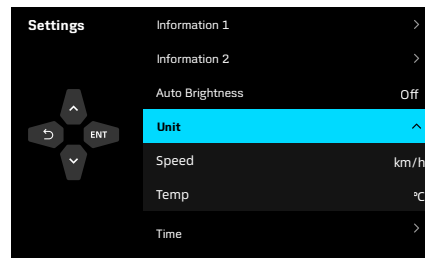 Settings
Information 1
Information 2
Auto Brightness Off
Unit
ENT
Speed km/h
Temp °C
Time